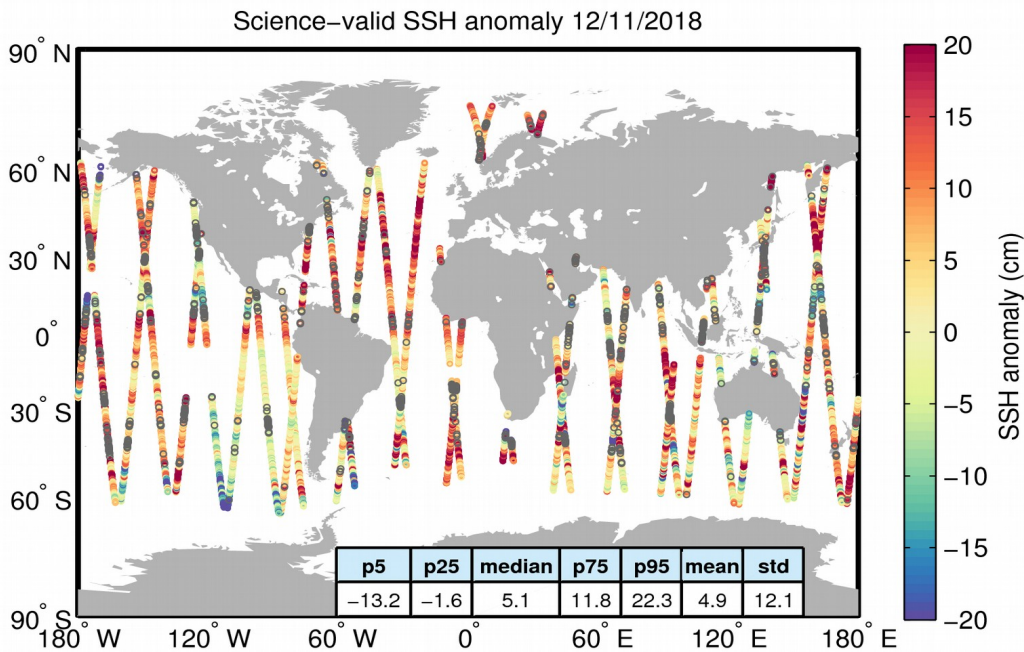 Science−valid SSH anomaly 12/11/2018
90° N
60° N
30° N
0°
30° S
60° S
90° S
180° W
120° W
60° W
0°
60° E
120° E
180° E
p5 p25 median p75 p95 mean std
−13.2 −1.6 5.1 11.8 22.3 4.9 12.1
20
15
10
5
0
−5
−10
−15
−20
SSH anomaly (cm)